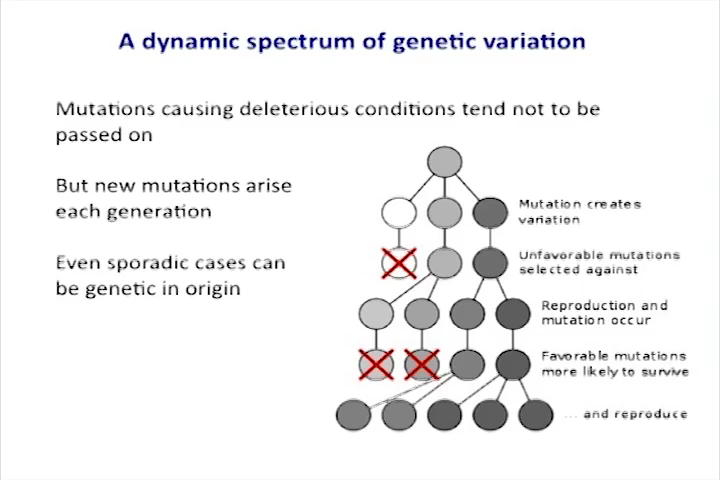 A dynamic spectrum of genetic variation
Mutations causing deleterious conditions tend not to be
passed on
But new mutations arise
each generation
Even sporadic cases can
be genetic in origin
Mutation creates
variation
Unfavorable mutations
selected against
Reproduction and
mutation occur
Favorable mutations
more likely to survive
... and reproduce